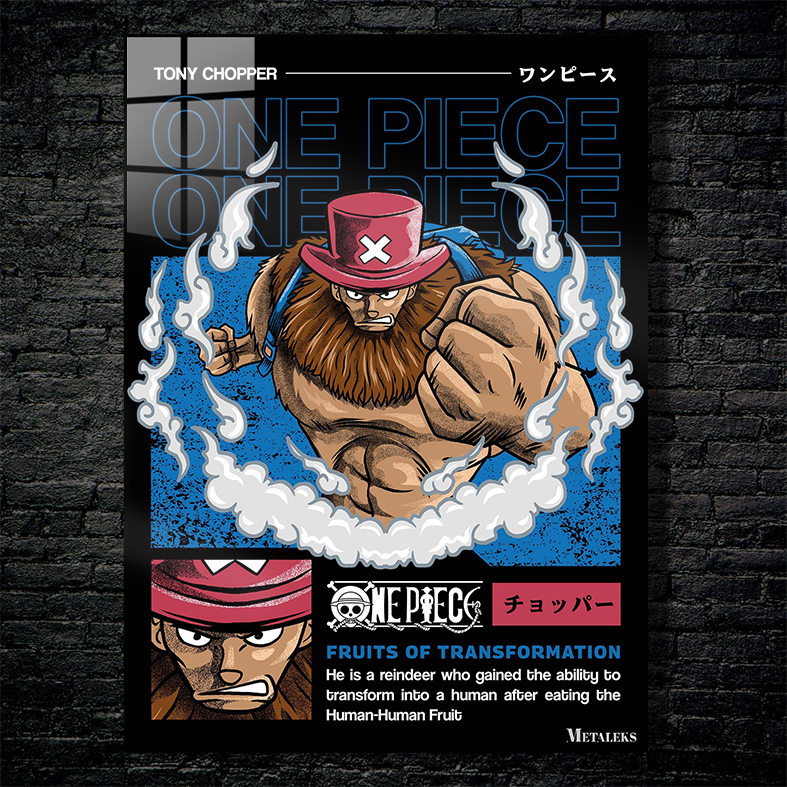 TONY CHOPPER
ワンピース
ONE PIECE
ONE PIECE
ONE PIECE
チョッパー
FRUITS OF TRANSFORMATION
He is a reindeer who gained the ability to
transform into a human after eating the
Human-Human Fruit
METALEKS